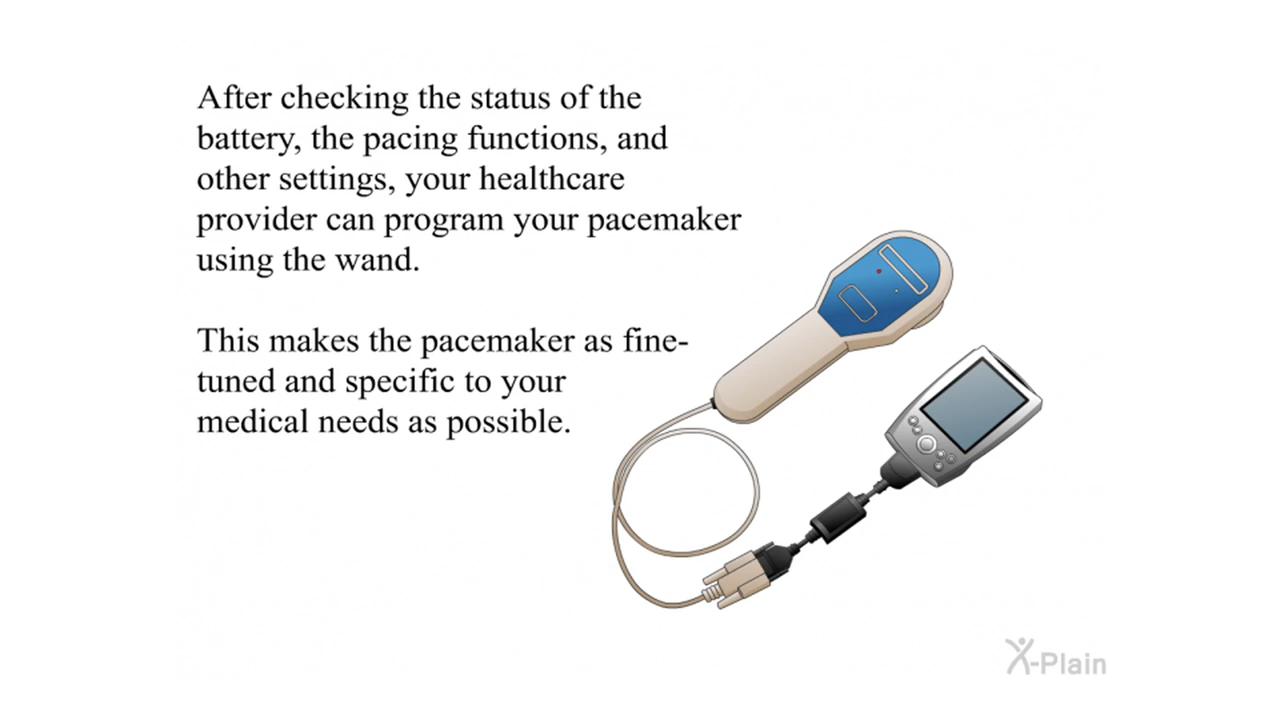 After checking the status of the
battery, the pacing functions, and
other settings, your healthcare
provider can program your pacemaker
using the wand.
This makes the pacemaker as fine-
tuned and specific to your
medical needs as possible.
X-Plain